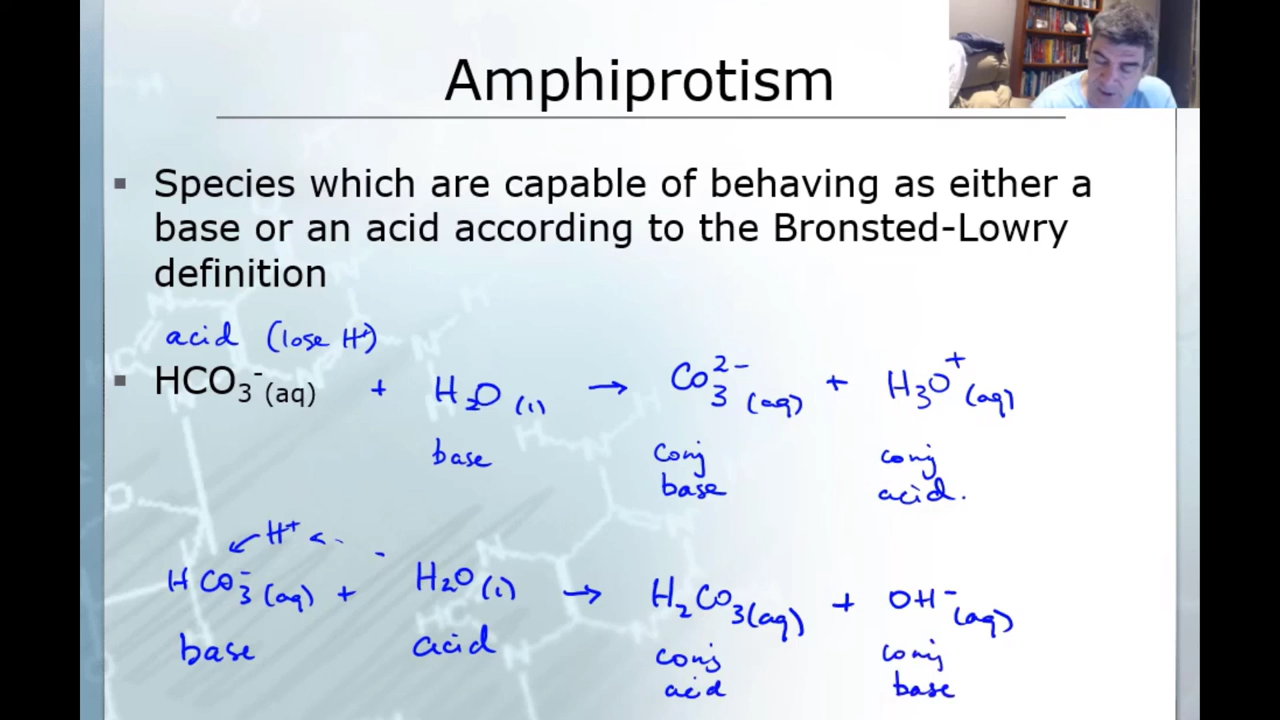 Amphiprotism
▪ Species which are capable of behaving as either a
base or an acid according to the Bronsted-Lowry
definition
acid (lose H⁺)
▪ HCO₃⁻(aq) + H₂O(l) → CO₃²⁻(aq) + H₃O⁺(aq)
base conj conj
base acid.
H⁺
HCO₃⁻(aq) + H₂O(l) → H₂CO₃(aq) + OH⁻(aq)
base acid conj conj
acid base